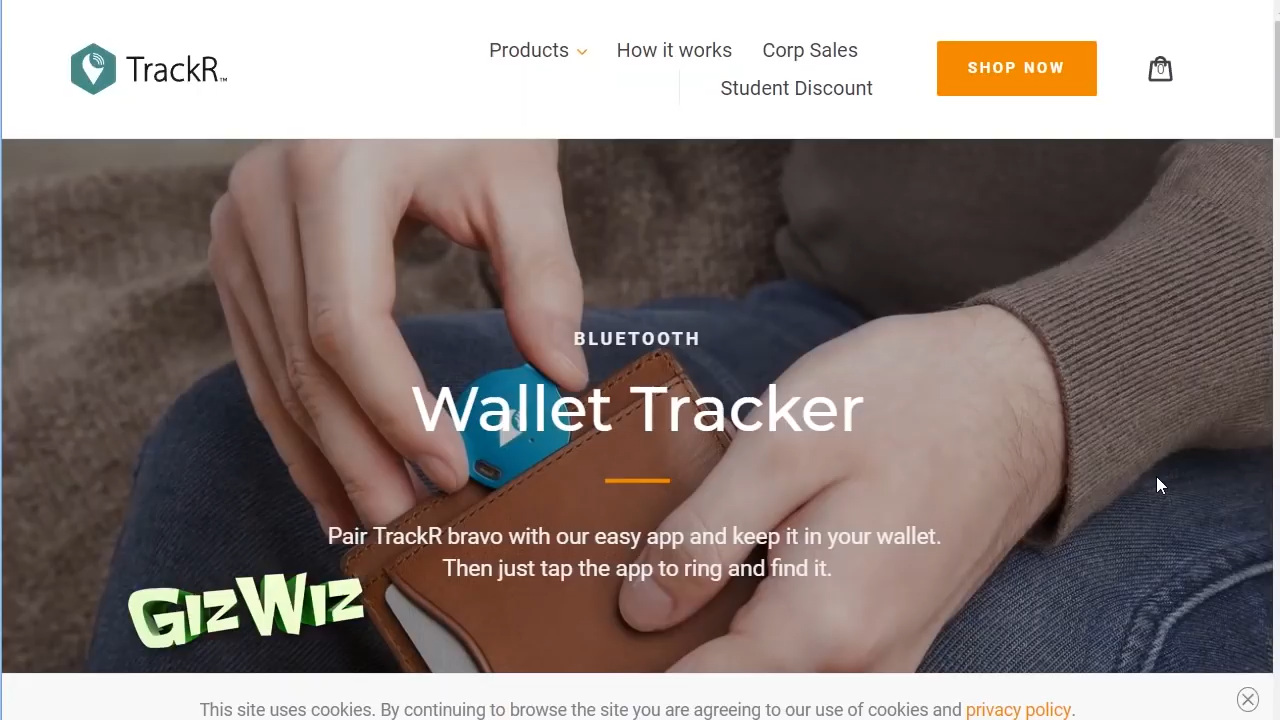 TrackR™
Products
How it works
Corp Sales
Student Discount
SHOP NOW
0
BLUETOOTH
Wallet Tracker
Pair TrackR bravo with our easy app and keep it in your wallet.
Then just tap the app to ring and find it.
GIZWIZ
This site uses cookies. By continuing to browse the site you are agreeing to our use of cookies and privacy policy.